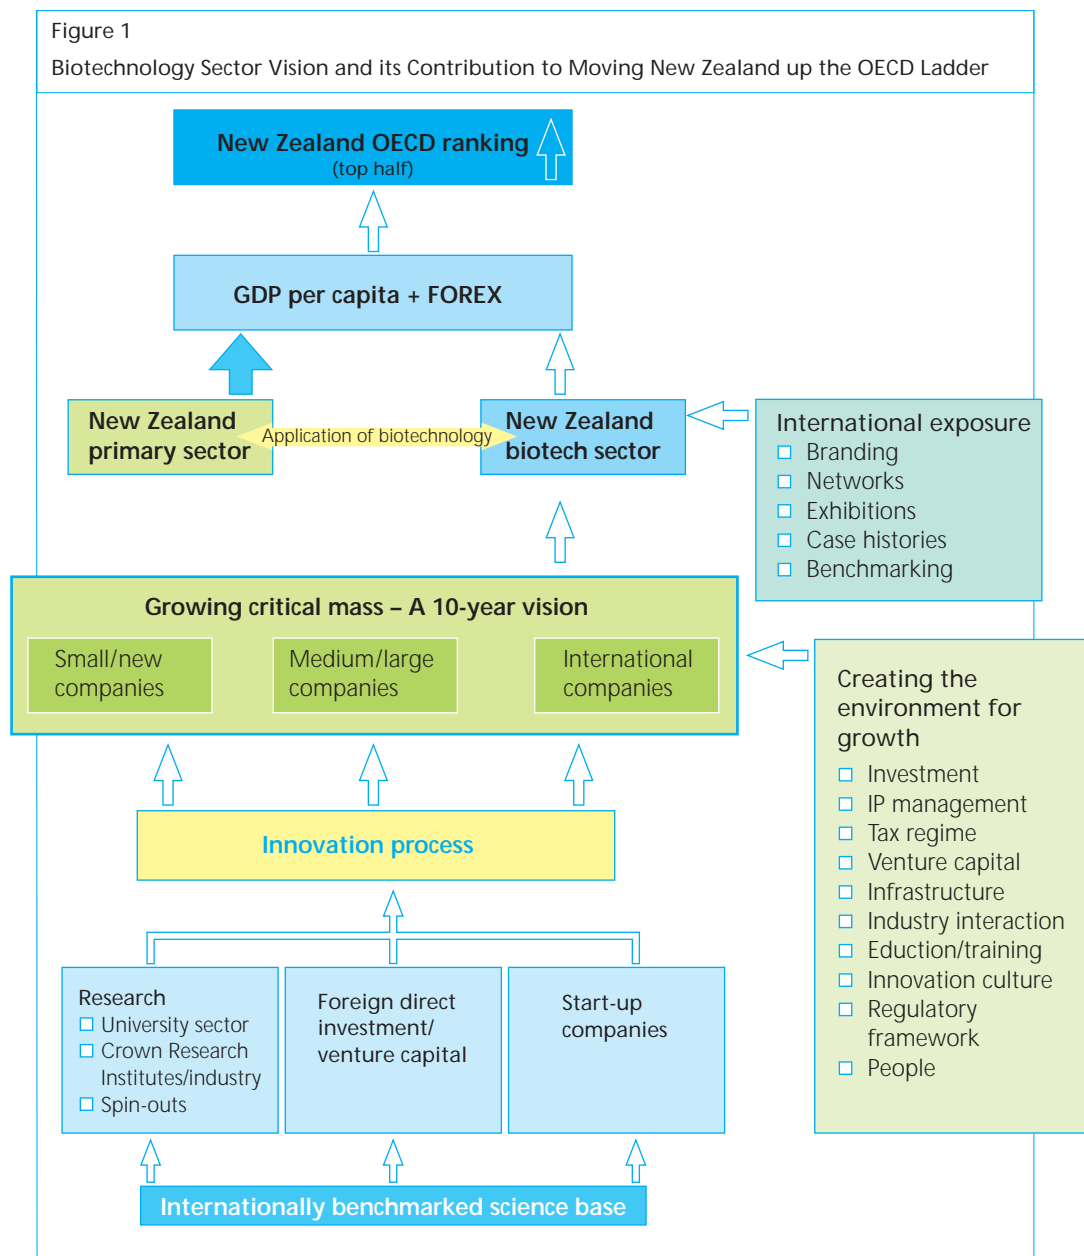 Figure 1
Biotechnology Sector Vision and its Contribution to Moving New Zealand up the OECD Ladder
New Zealand OECD ranking
(top half)
GDP per capita + FOREX
New Zealand
primary sector
Application of biotechnology
New Zealand
biotech sector
International exposure
Branding
Networks
Exhibitions
Case histories
Benchmarking
Growing critical mass – A 10-year vision
Small/new
companies
Medium/large
companies
International
companies
Creating the
environment for
growth
Investment
IP management
Tax regime
Venture capital
Infrastructure
Industry interaction
Eduction/training
Innovation culture
Regulatory
framework
People
Innovation process
Research
University sector
Crown Research
Institutes/industry
Spin-outs
Foreign direct
investment/
venture capital
Start-up
companies
Internationally benchmarked science base